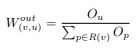 W^{out}_{(v,u)} = \frac{O_u}{\sum_{p \in R(v)} O_p}